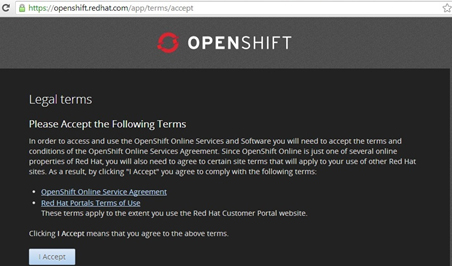 https://openshift.redhat.com/app/terms/accept
OPENSHIFT
Legal terms
Please Accept the Following Terms
In order to access and use the OpenShift Online Services and Software you will need to accept the terms and
conditions of the OpenShift Online Services Agreement. Since OpenShift Online is just one of several online
properties of Red Hat, you will also need to agree to certain site terms that will apply to your use of other Red Hat
sites. As a result, by clicking "I Accept" you agree to comply with the following terms:
OpenShift Online Service Agreement
Red Hat Portals Terms of Use
These terms apply to the extent you use the Red Hat Customer Portal website.
Clicking I Accept means that you agree to the above terms.
I Accept